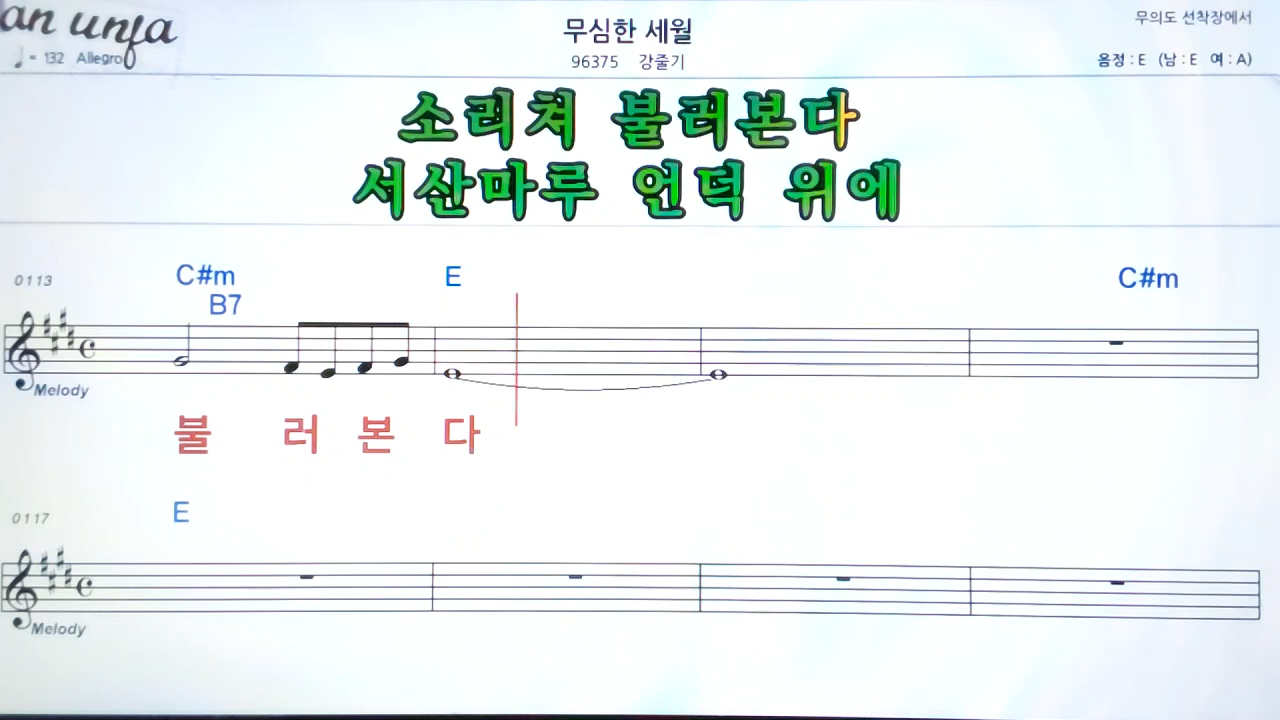 an unja
무심한 세월
무의도 선착장에서
♩= 132 Allegro
96375 강줄기
음정 : E (남 : E 여 : A)
소리쳐 불러본다
서산마루 언덕 위에
0113 C#m E C#m
B7
Melody
불 러 본 다
0117 E
Melody